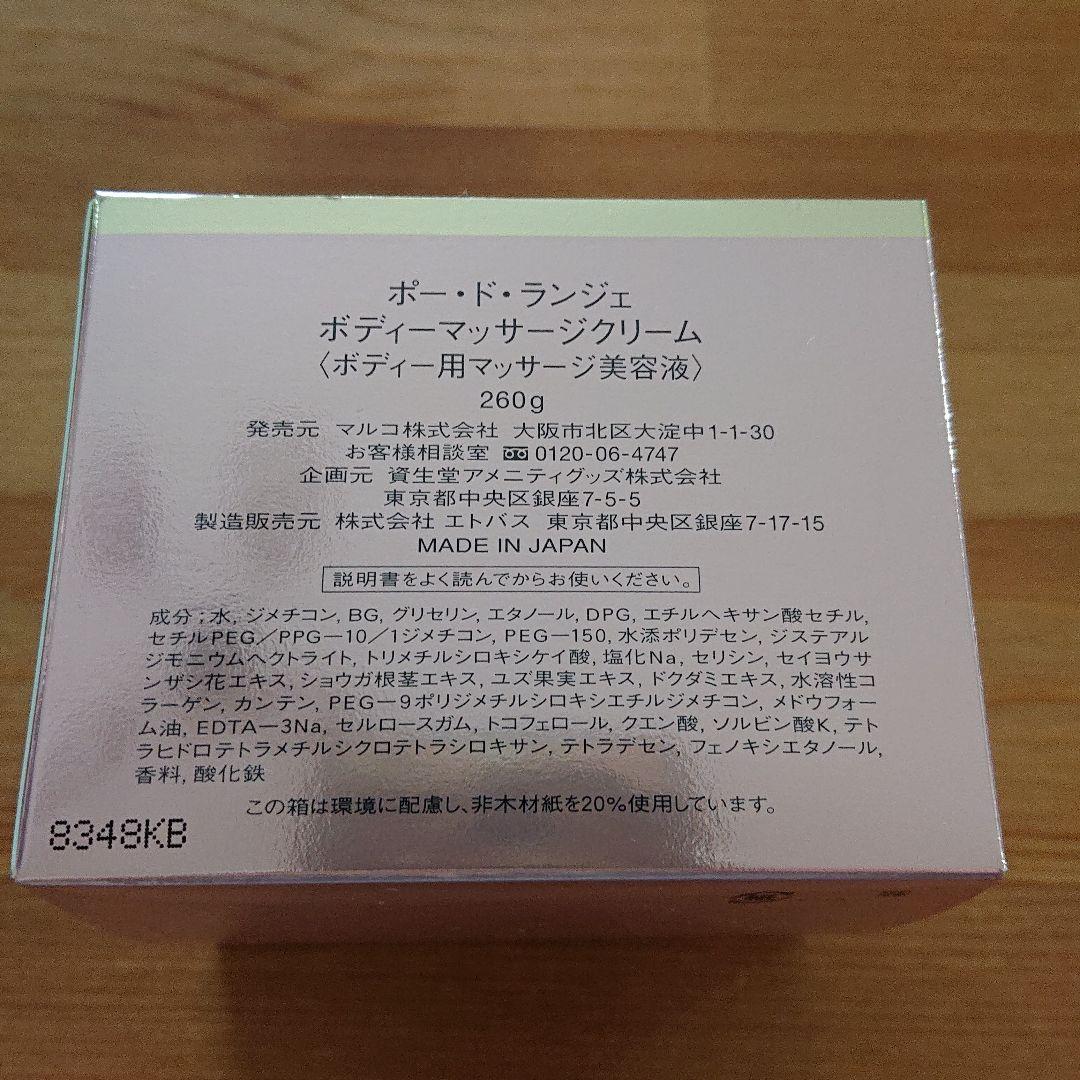 ポー・ド・ランジェ
ボディーマッサージクリーム
〈ボディー用マッサージ美容液〉
260g
発売元 マルコ株式会社 大阪市北区大淀中1-1-30
お客様相談室 0120-06-4747
企画元 資生堂アメニティグッズ株式会社
東京都中央区銀座7-5-5
製造販売元 株式会社 エトバス 東京都中央区銀座7-17-15
MADE IN JAPAN
説明書をよく読んでからお使いください。
成分;水, ジメチコン, BG, グリセリン, エタノール, DPG, エチルヘキサン酸セチル,
セチルPEG/PPG-10/1ジメチコン, PEG-150, 水添ポリデセン, ジステアル
ジモニウムヘクトライト, トリメチルシロキシケイ酸, 塩化Na, セリシン, セイヨウサ
ンザシ花エキス, ショウガ根茎エキス, ユズ果実エキス, ドクダミエキス, 水溶性コ
ラーゲン, カンテン, PEG-9ポリジメチルシロキシエチルジメチコン, メドウフォー
ム油, EDTA-3Na, セルロースガム, トコフェロール, クエン酸, ソルビン酸K, テト
ラヒドロテトラメチルシクロテトラシロキサン, テトラデセン, フェノキシエタノール,
香料, 酸化鉄
この箱は環境に配慮し、非木材紙を20%使用しています。
8348KB